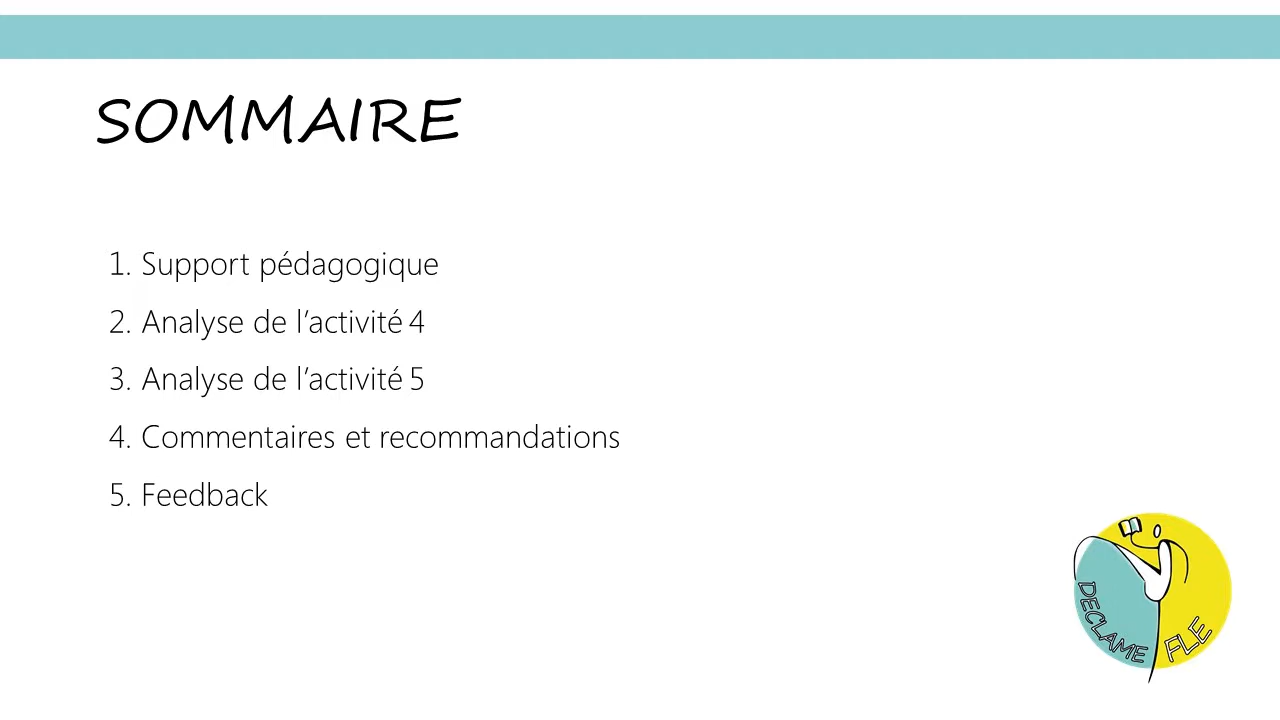 SOMMAIRE
1. Support pédagogique
2. Analyse de l’activité 4
3. Analyse de l’activité 5
4. Commentaires et recommandations
5. Feedback
DECLAME FLE